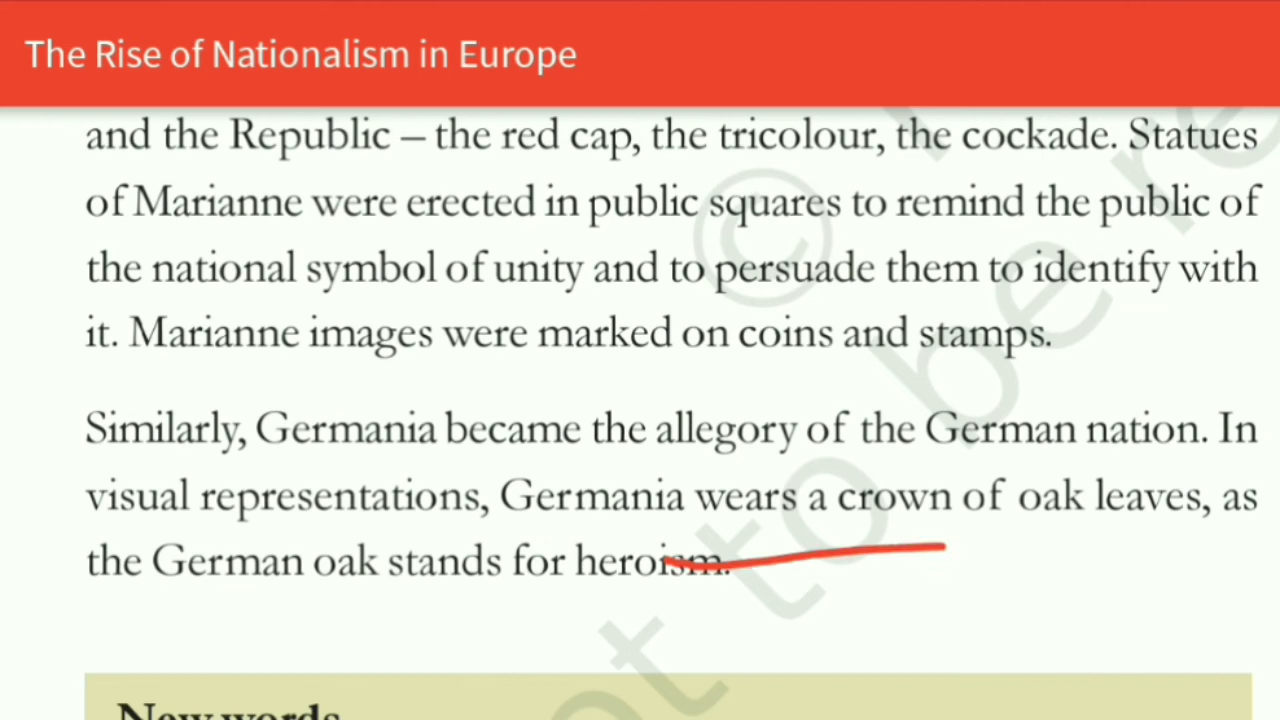 The Rise of Nationalism in Europe
and the Republic – the red cap, the tricolour, the cockade. Statues
of Marianne were erected in public squares to remind the public of
the national symbol of unity and to persuade them to identify with
it. Marianne images were marked on coins and stamps.
Similarly, Germania became the allegory of the German nation. In
visual representations, Germania wears a crown of oak leaves, as
the German oak stands for heroism.
New words
© 
not to be re